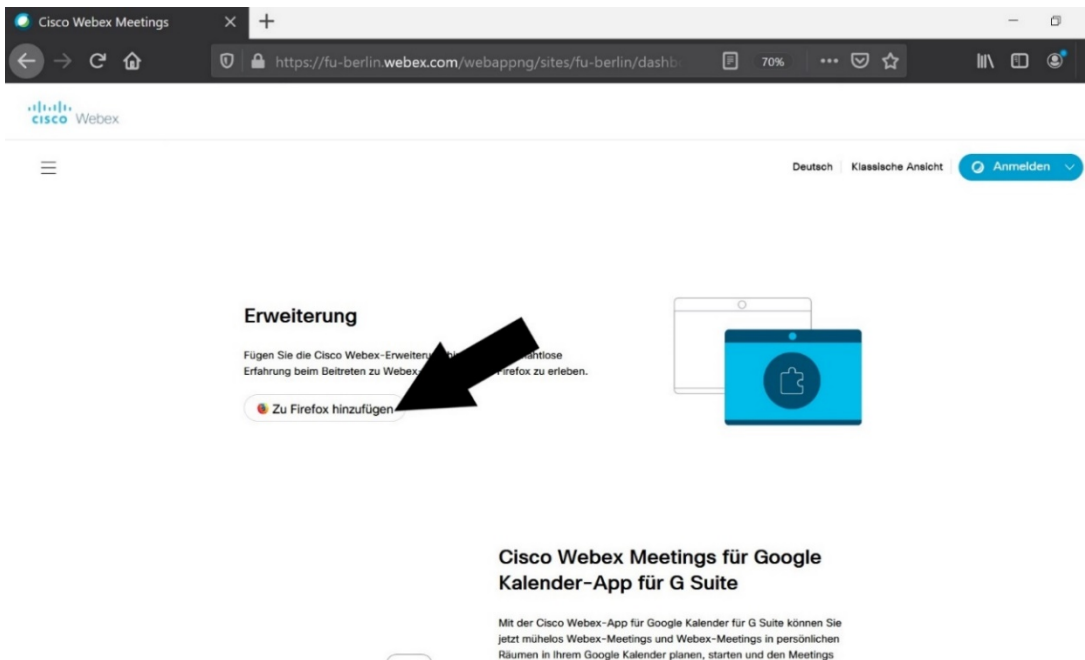 Cisco Webex Meetings
https://fu-berlin.webex.com/webappng/sites/fu-berlin/dashb
70%
CISCO Webex
Deutsch Klassische Ansicht Anmelden
Erweiterung
Fügen Sie die Cisco Webex-Erweiterung
Erfahrung beim Beitreten zu Webex- Firefox zu erleben.
Zu Firefox hinzufügen
Cisco Webex Meetings für Google
Kalender-App für G Suite
Mit der Cisco Webex-App für Google Kalender für G Suite können Sie
jetzt mühelos Webex-Meetings und Webex-Meetings in persönlichen
Räumen in Ihrem Google Kalender planen, starten und den Meetings